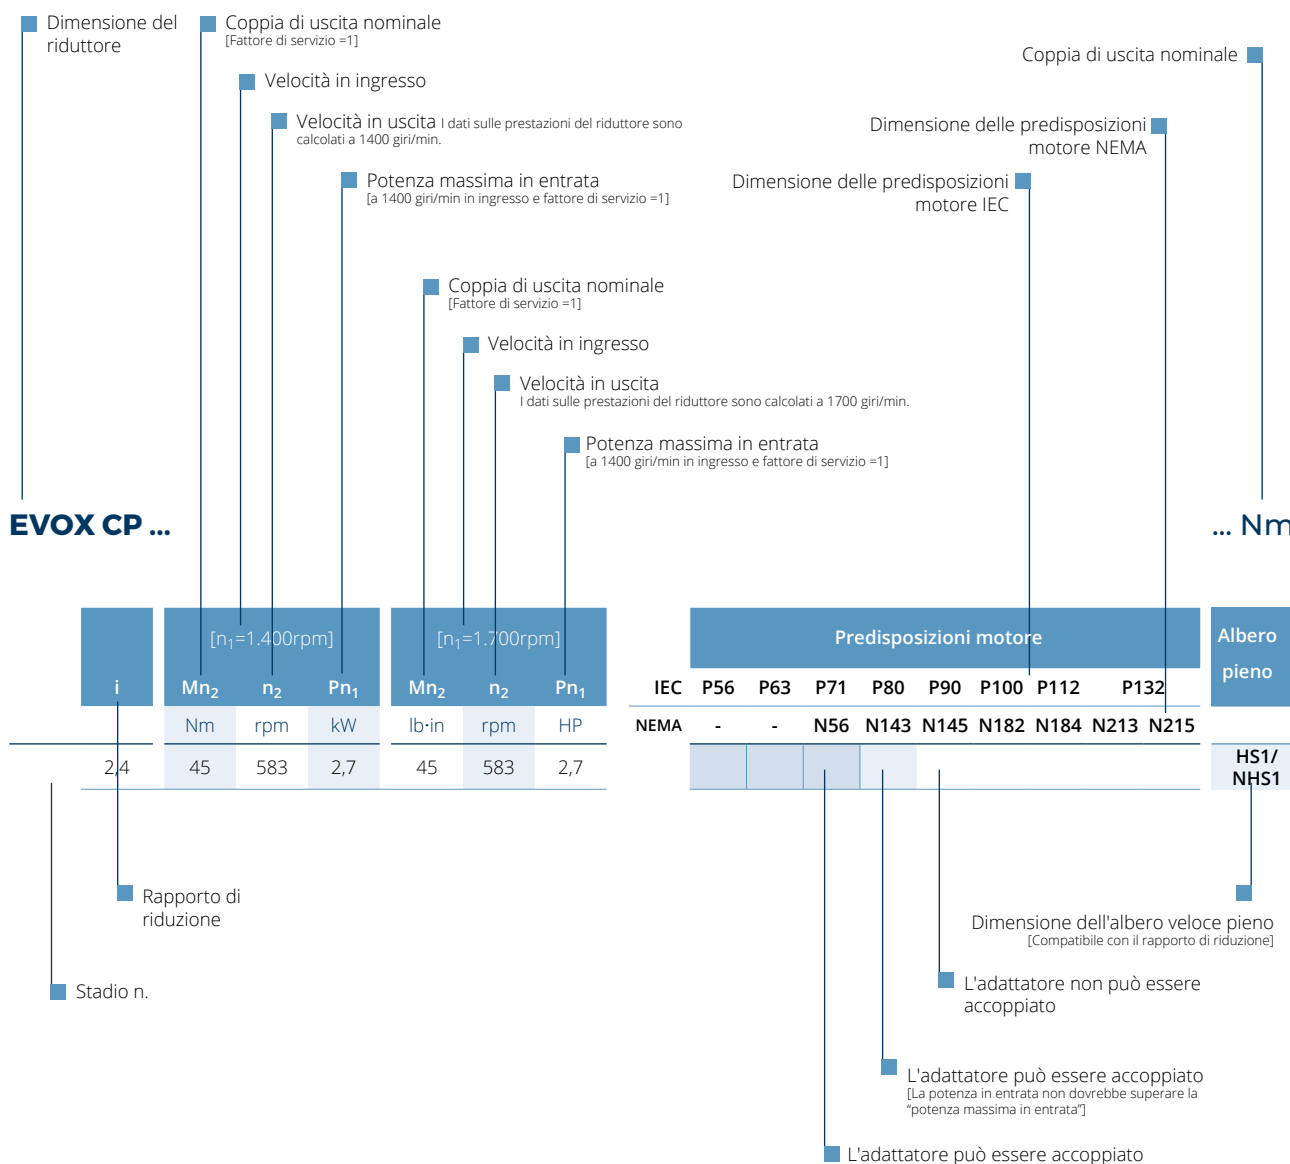 Dimensione del
riduttore
Coppia di uscita nominale
[Fattore di servizio =1]
Velocità in ingresso
Velocità in uscita I dati sulle prestazioni del riduttore sono
calcolati a 1400 giri/min.
Potenza massima in entrata
[a 1400 giri/min in ingresso e fattore di servizio =1]
Coppia di uscita nominale
Dimensione delle predisposizioni
motore NEMA
Dimensione delle predisposizioni
motore IEC
Coppia di uscita nominale
[Fattore di servizio =1]
Velocità in ingresso
Velocità in uscita
I dati sulle prestazioni del riduttore sono calcolati a 1700 giri/min.
Potenza massima in entrata
[a 1400 giri/min in ingresso e fattore di servizio =1]
EVOX CP ...
... Nm
[n1=1.400rpm] [n1=1.700rpm] Predisposizioni motore Albero
pieno
i Mn2 n2 Pn1 Mn2 n2 Pn1 IEC P56 P63 P71 P80 P90 P100 P112 P132
Nm rpm kW lb·in rpm HP NEMA - - N56 N143 N145 N182 N184 N213 N215
2,4 45 583 2,7 45 583 2,7 HS1/
NHS1
Rapporto di
riduzione
Stadio n.
Dimensione dell'albero veloce pieno
[Compatibile con il rapporto di riduzione]
L'adattatore non può essere
accoppiato
L'adattatore può essere accoppiato
[La potenza in entrata non dovrebbe superare la
"potenza massima in entrata"]
L'adattatore può essere accoppiato